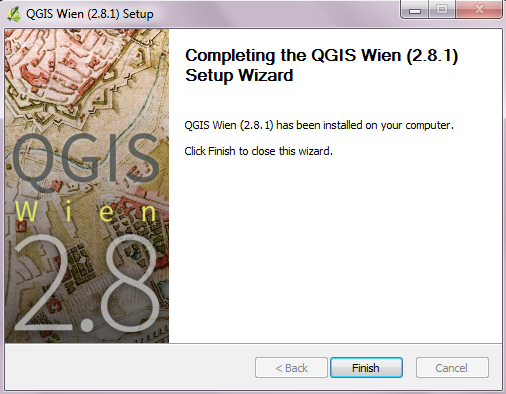 QGIS Wien (2.8.1) Setup
QGIS
Wien
2.8
Completing the QGIS Wien (2.8.1)
Setup Wizard
QGIS Wien (2.8.1) has been installed on your computer.
Click Finish to close this wizard.
< Back
Finish
Cancel